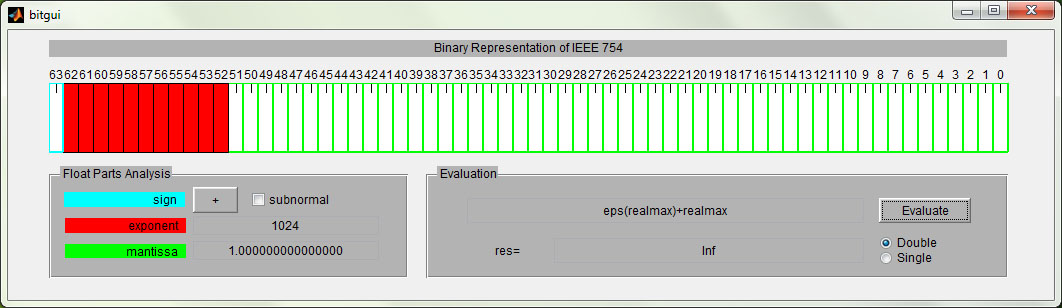 bitgui
Binary Representation of IEEE 754
63 62 61 60 59 58 57 56 55 54 53 52 51 50 49 48 47 46 45 44 43 42 41 40 39 38 37 36 35 34 33 32 31 30 29 28 27 26 25 24 23 22 21 20 19 18 17 16 15 14 13 12 11 10 9 8 7 6 5 4 3 2 1 0
Float Parts Analysis
sign + subnormal
exponent 1024
mantissa 1.000000000000000
Evaluation
eps(realmax)+realmax Evaluate
res= Inf
Double
Single